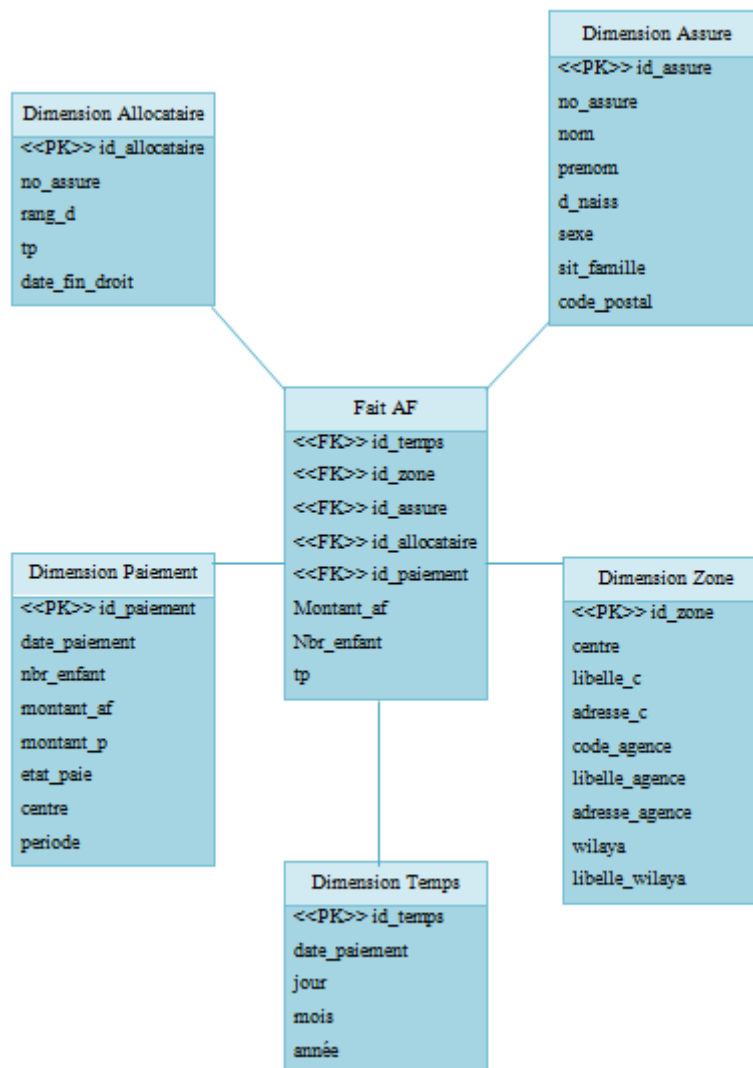 Dimension Assure
<<PK>> id_assure
no_assure
nom
prenom
d_naiss
sexe
sit_famille
code_postal
Dimension Allocataire
<<PK>> id_allocataire
no_assure
rang_d
tp
date_fin_droit
Fait AF
<<FK>> id_temps
<<FK>> id_zone
<<FK>> id_assure
<<FK>> id_allocataire
<<FK>> id_paiement
Montant_af
Nbr_enfant
tp
Dimension Paiement
<<PK>> id_paiement
date_paiement
nbr_enfant
montant_af
montant_p
etat_paie
centre
periode
Dimension Zone
<<PK>> id_zone
centre
libelle_c
adresse_c
code_agence
libelle_agence
adresse_agence
wilaya
libelle_wilaya
Dimension Temps
<<PK>> id_temps
date_paiement
jour
mois
année